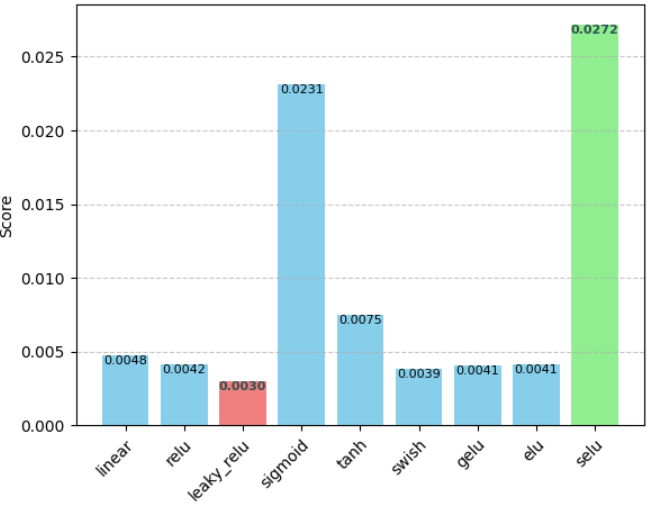 0.025
0.020
0.015
0.010
0.005
0.000
Score
0.0048
0.0042
0.0030
0.0231
0.0075
0.0039
0.0041
0.0041
0.0272
linear
relu
leaky_relu
sigmoid
tanh
swish
gelu
elu
selu